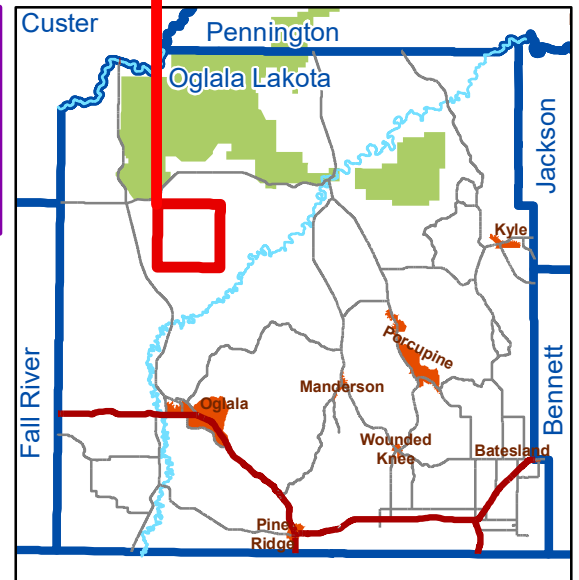 Custer
Pennington
Oglala Lakota
Jackson
Kyle
Porcupine
Fall River
Manderson
Oglala
Bennett
Wounded
Knee
Batesland
Pine
Ridge